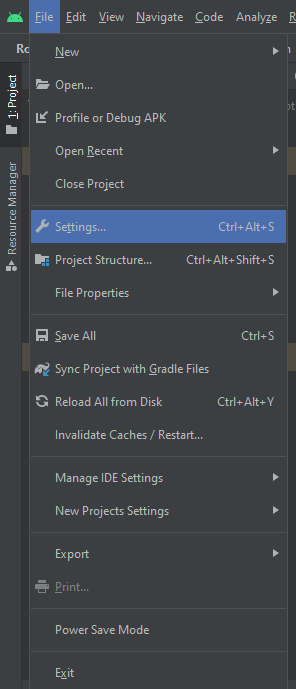 File Edit View Navigate Code Analyze R
Ro
New
Open...
Profile or Debug APK
Open Recent
Close Project
Settings... Ctrl+Alt+S
Project Structure... Ctrl+Alt+Shift+S
File Properties
Save All Ctrl+S
Sync Project with Gradle Files
Reload All from Disk Ctrl+Alt+Y
Invalidate Caches / Restart...
Manage IDE Settings
New Projects Settings
Export
Print...
Power Save Mode
Exit
1: Project
Resource Manager